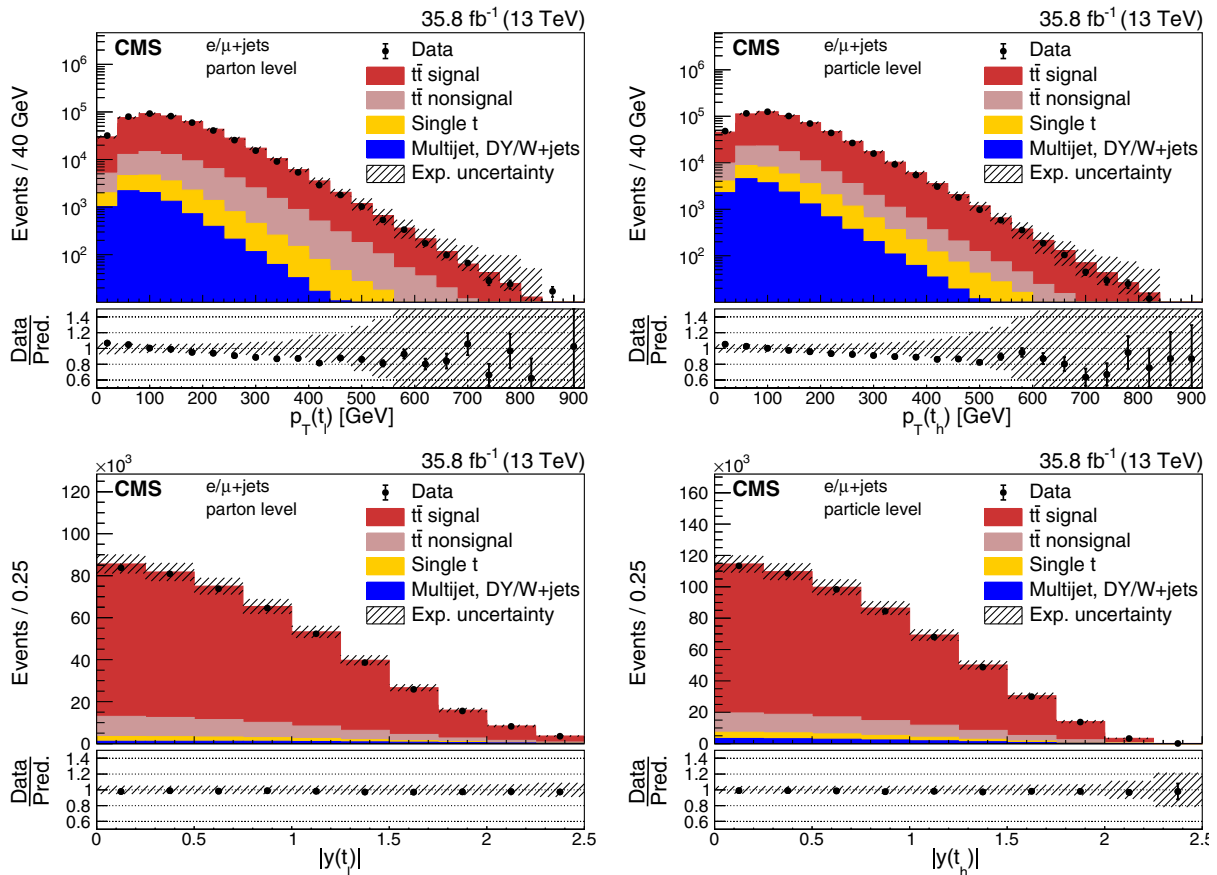 35.8 fb⁻¹ (13 TeV)
CMS
e/μ+jets
parton level
Data
tt̄ signal
tt̄ nonsignal
Single t
Multijet, DY/W+jets
Exp. uncertainty
Events / 40 GeV
10⁶
10⁵
10⁴
10³
10²
Data
Pred.
1.4
1.2
1.0
0.8
0.6
0 100 200 300 400 500 600 700 800 900
p_T(t_l) [GeV]
35.8 fb⁻¹ (13 TeV)
CMS
e/μ+jets
particle level
Data
tt̄ signal
tt̄ nonsignal
Single t
Multijet, DY/W+jets
Exp. uncertainty
Events / 40 GeV
10⁶
10⁵
10⁴
10³
10²
Data
Pred.
1.4
1.2
1.0
0.8
0.6
0 100 200 300 400 500 600 700 800 900
p_T(t_h) [GeV]
×10³
35.8 fb⁻¹ (13 TeV)
CMS
e/μ+jets
parton level
Data
tt̄ signal
tt̄ nonsignal
Single t
Multijet, DY/W+jets
Exp. uncertainty
Events / 0.25
120
100
80
60
40
20
0
Data
Pred.
1.4
1.2
1.0
0.8
0.6
0 0.5 1 1.5 2 2.5
|y(t_l)|
×10³
35.8 fb⁻¹ (13 TeV)
CMS
e/μ+jets
particle level
Data
tt̄ signal
tt̄ nonsignal
Single t
Multijet, DY/W+jets
Exp. uncertainty
Events / 0.25
160
140
120
100
80
60
40
20
0
Data
Pred.
1.4
1.2
1.0
0.8
0.6
0 0.5 1 1.5 2 2.5
|y(t_h)|